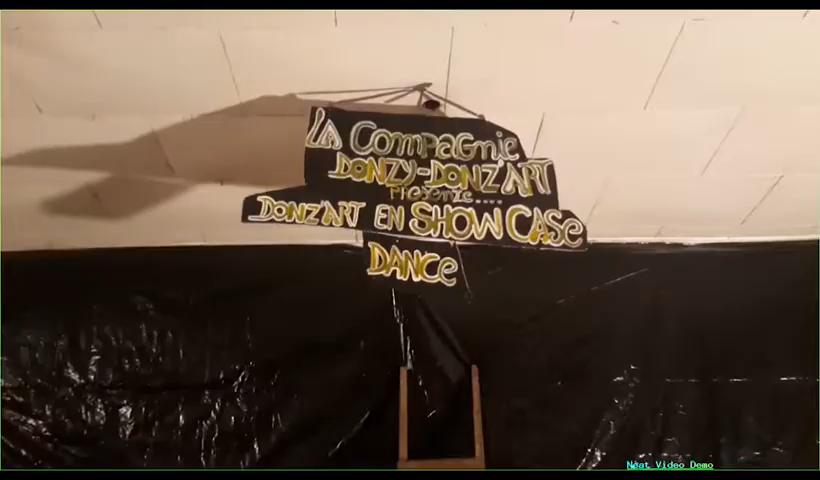 LA COMPAGNIE
DONZY-DONZ'ART
Présente....
DONZ'ART EN SHOW CASE
DANCE
Neat Video Demo